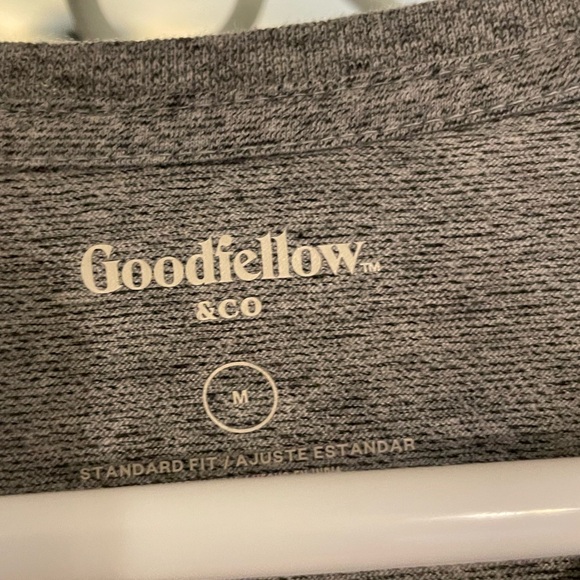 Goodfellow™
&CO
M
STANDARD FIT / AJUSTE ESTANDAR